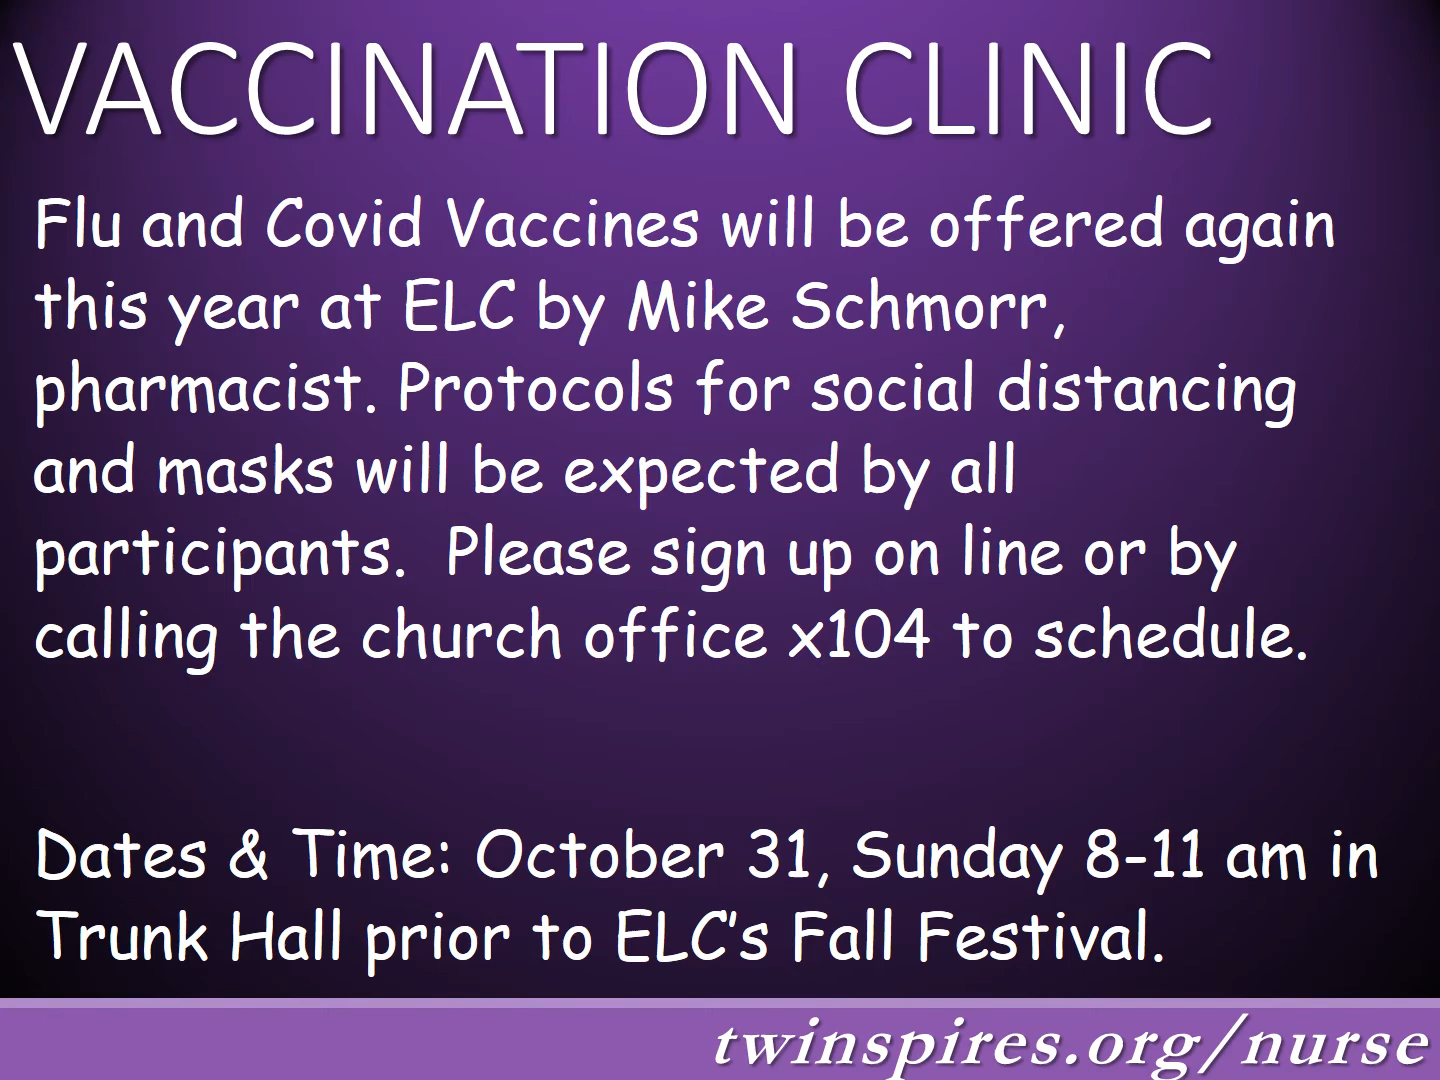 VACCINATION CLINIC
Flu and Covid Vaccines will be offered again
this year at ELC by Mike Schmorr,
pharmacist. Protocols for social distancing
and masks will be expected by all
participants.  Please sign up on line or by
calling the church office x104 to schedule.
Dates & Time: October 31, Sunday 8-11 am in
Trunk Hall prior to ELC's Fall Festival.
twinspires.org/nurse